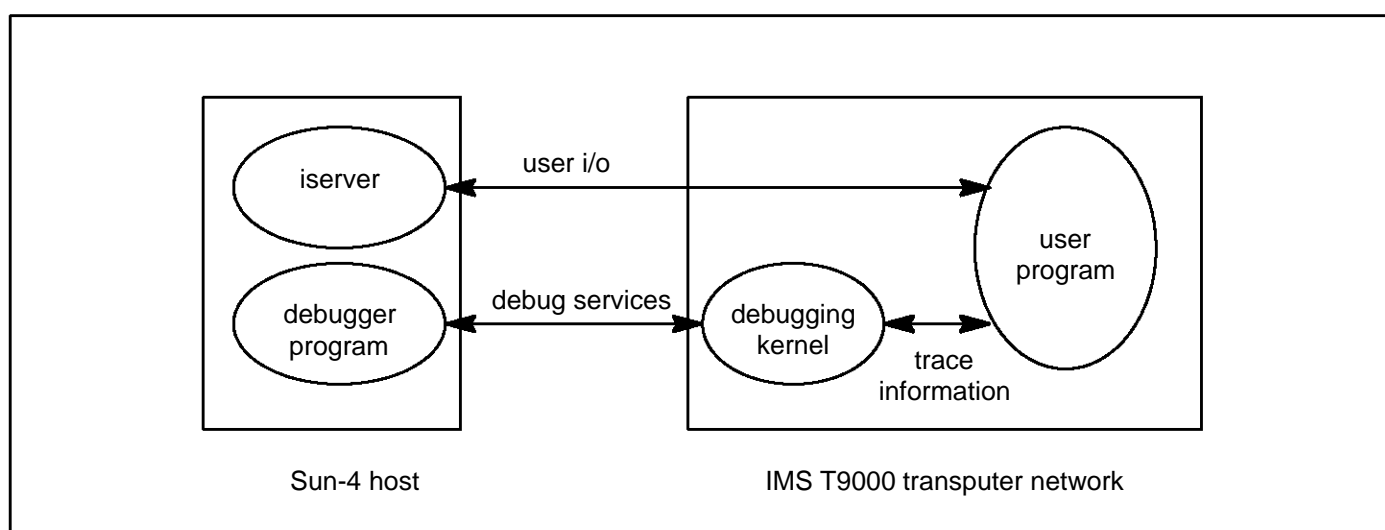 iserver
user i/o
user
program
debugger
program
debug services
debugging
kernel
trace
information
Sun-4 host
IMS T9000 transputer network